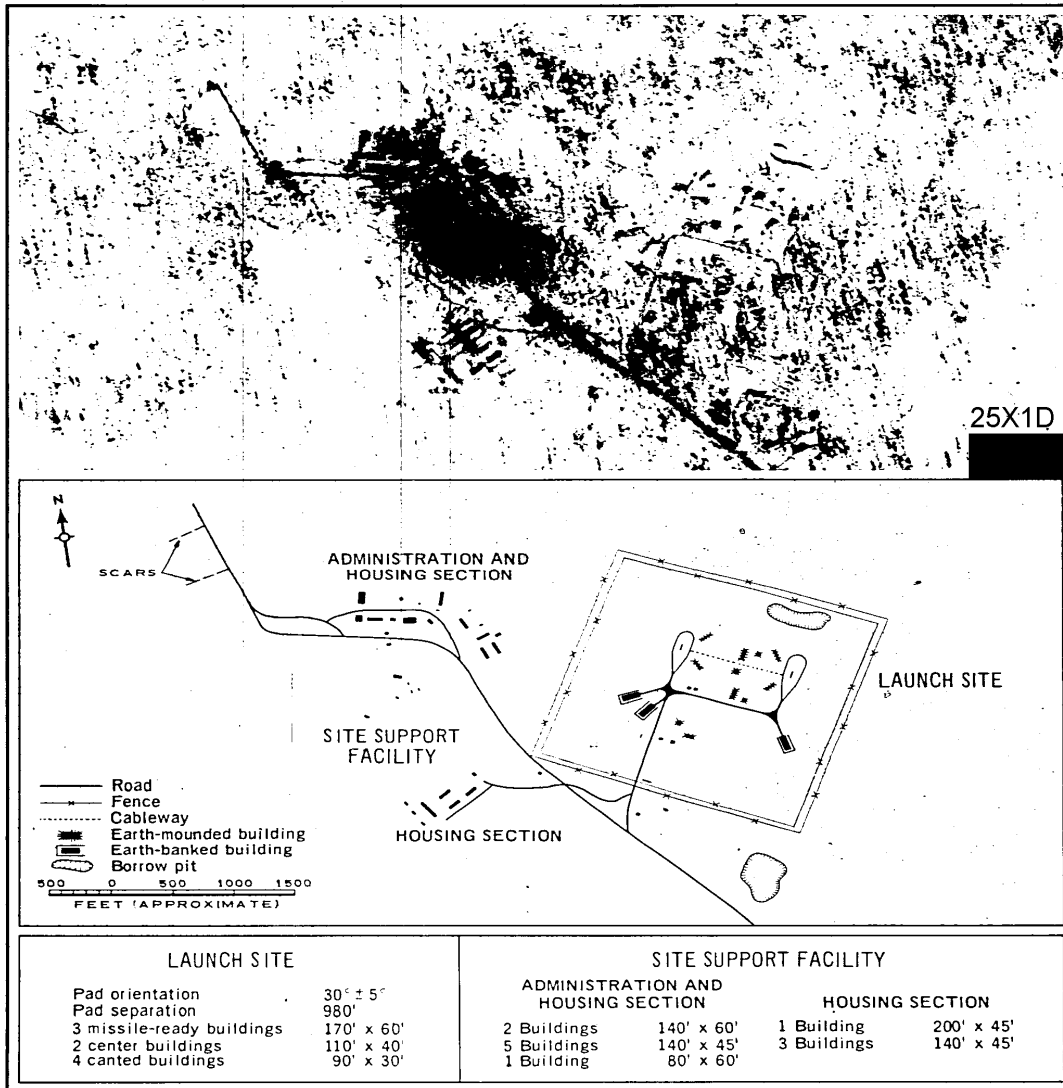 25X1D
N
SCARS
ADMINISTRATION AND
HOUSING SECTION
LAUNCH SITE
SITE SUPPORT
FACILITY
HOUSING SECTION
Road
Fence
Cableway
Earth-mounded building
Earth-banked building
Borrow pit
500 0 500 1000 1500
FEET (APPROXIMATE)
LAUNCH SITE
Pad orientation 30° ± 5°
Pad separation 980'
3 missile-ready buildings 170' x 60'
2 center buildings 110' x 40'
4 canted buildings 90' x 30'
SITE SUPPORT FACILITY
ADMINISTRATION AND
HOUSING SECTION
2 Buildings 140' x 60'
5 Buildings 140' x 45'
1 Building 80' x 60'
HOUSING SECTION
1 Building 200' x 45'
3 Buildings 140' x 45'